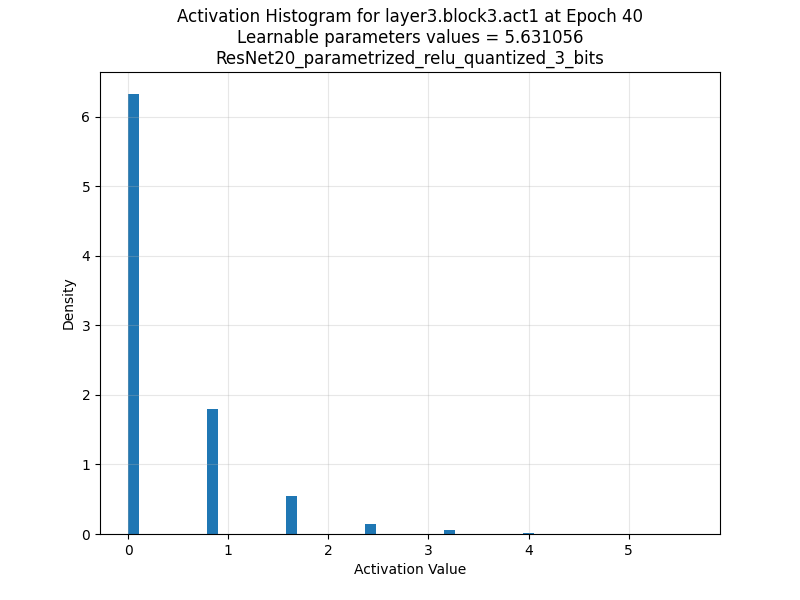 Activation Histogram for layer3.block3.act1 at Epoch 40
Learnable parameters values = 5.631056
ResNet20_parametrized_relu_quantized_3_bits
6
5
4
3
2
1
0
Density
0 1 2 3 4 5
Activation Value